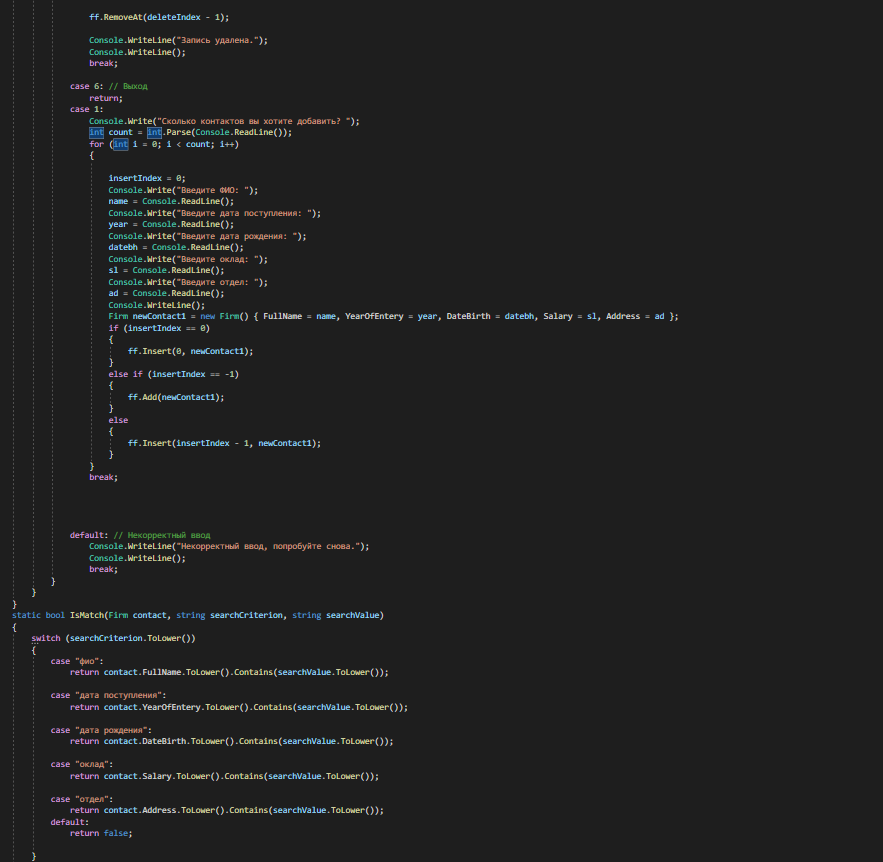 ff.RemoveAt(deleteIndex - 1);
Console.WriteLine("Запись удалена.");
Console.WriteLine();
break;
case 6: // Выход
return;
case 1:
Console.Write("Сколько контактов вы хотите добавить? ");
int count = int.Parse(Console.ReadLine());
for (int i = 0; i < count; i++)
{
insertIndex = 0;
Console.Write("Введите ФИО: ");
name = Console.ReadLine();
Console.Write("Введите дата поступления: ");
year = Console.ReadLine();
Console.Write("Введите дата рождения: ");
datebh = Console.ReadLine();
Console.Write("Введите оклад: ");
sl = Console.ReadLine();
Console.Write("Введите отдел: ");
ad = Console.ReadLine();
Console.WriteLine();
Firm newContact1 = new Firm() { FullName = name, YearOfEntery = year, DateBirth = datebh, Salary = sl, Address = ad };
if (insertIndex == 0)
{
ff.Insert(0, newContact1);
}
else if (insertIndex == -1)
{
ff.Add(newContact1);
}
else
{
ff.Insert(insertIndex - 1, newContact1);
}
}
break;
default: // Некорректный ввод
Console.WriteLine("Некорректный ввод, попробуйте снова.");
Console.WriteLine();
break;
}
}
}
static bool IsMatch(Firm contact, string searchCriterion, string searchValue)
{
switch (searchCriterion.ToLower())
{
case "фио":
return contact.FullName.ToLower().Contains(searchValue.ToLower());
case "дата поступления":
return contact.YearOfEntery.ToLower().Contains(searchValue.ToLower());
case "дата рождения":
return contact.DateBirth.ToLower().Contains(searchValue.ToLower());
case "оклад":
return contact.Salary.ToLower().Contains(searchValue.ToLower());
case "отдел":
return contact.Address.ToLower().Contains(searchValue.ToLower());
default:
return false;
}